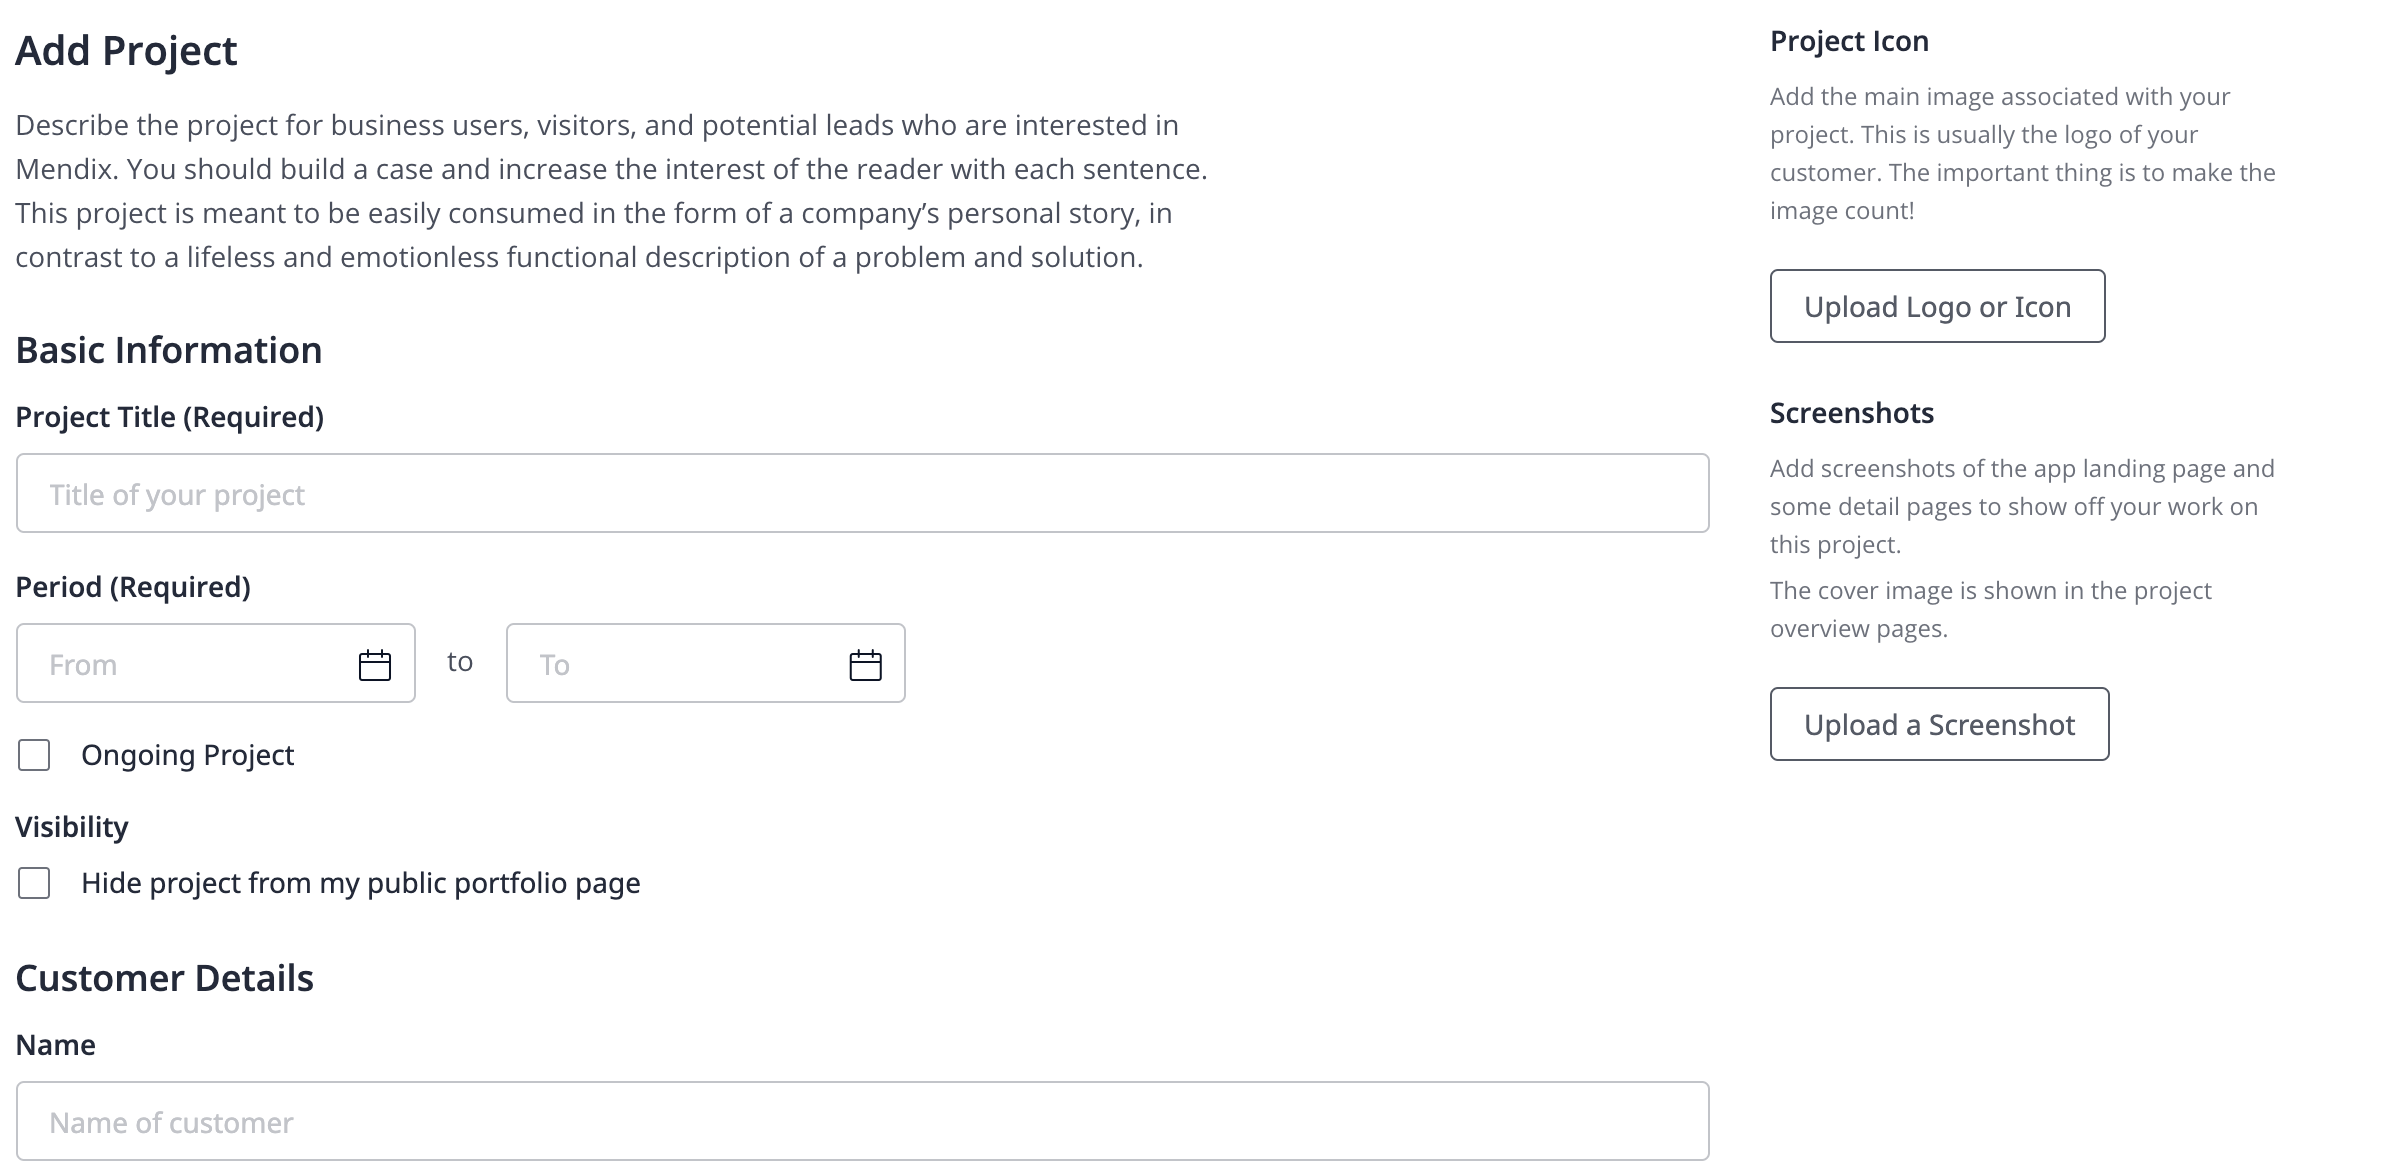 Add Project
Describe the project for business users, visitors, and potential leads who are interested in
Mendix. You should build a case and increase the interest of the reader with each sentence.
This project is meant to be easily consumed in the form of a company’s personal story, in
contrast to a lifeless and emotionless functional description of a problem and solution.
Basic Information
Project Title (Required)
Title of your project
Period (Required)
From to To
Ongoing Project
Visibility
Hide project from my public portfolio page
Customer Details
Name
Name of customer
Project Icon
Add the main image associated with your
project. This is usually the logo of your
customer. The important thing is to make the
image count!
Upload Logo or Icon
Screenshots
Add screenshots of the app landing page and
some detail pages to show off your work on
this project.
The cover image is shown in the project
overview pages.
Upload a Screenshot